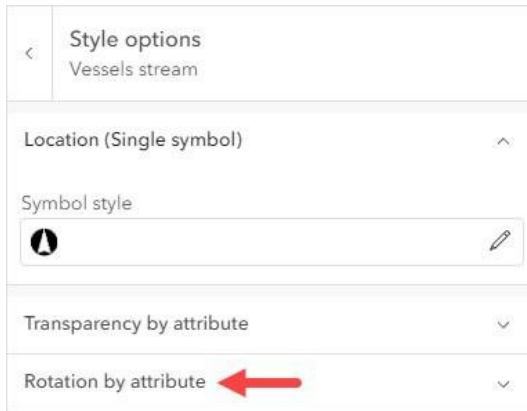 Style options
Vessels stream
Location (Single symbol)
Symbol style
Transparency by attribute
Rotation by attribute